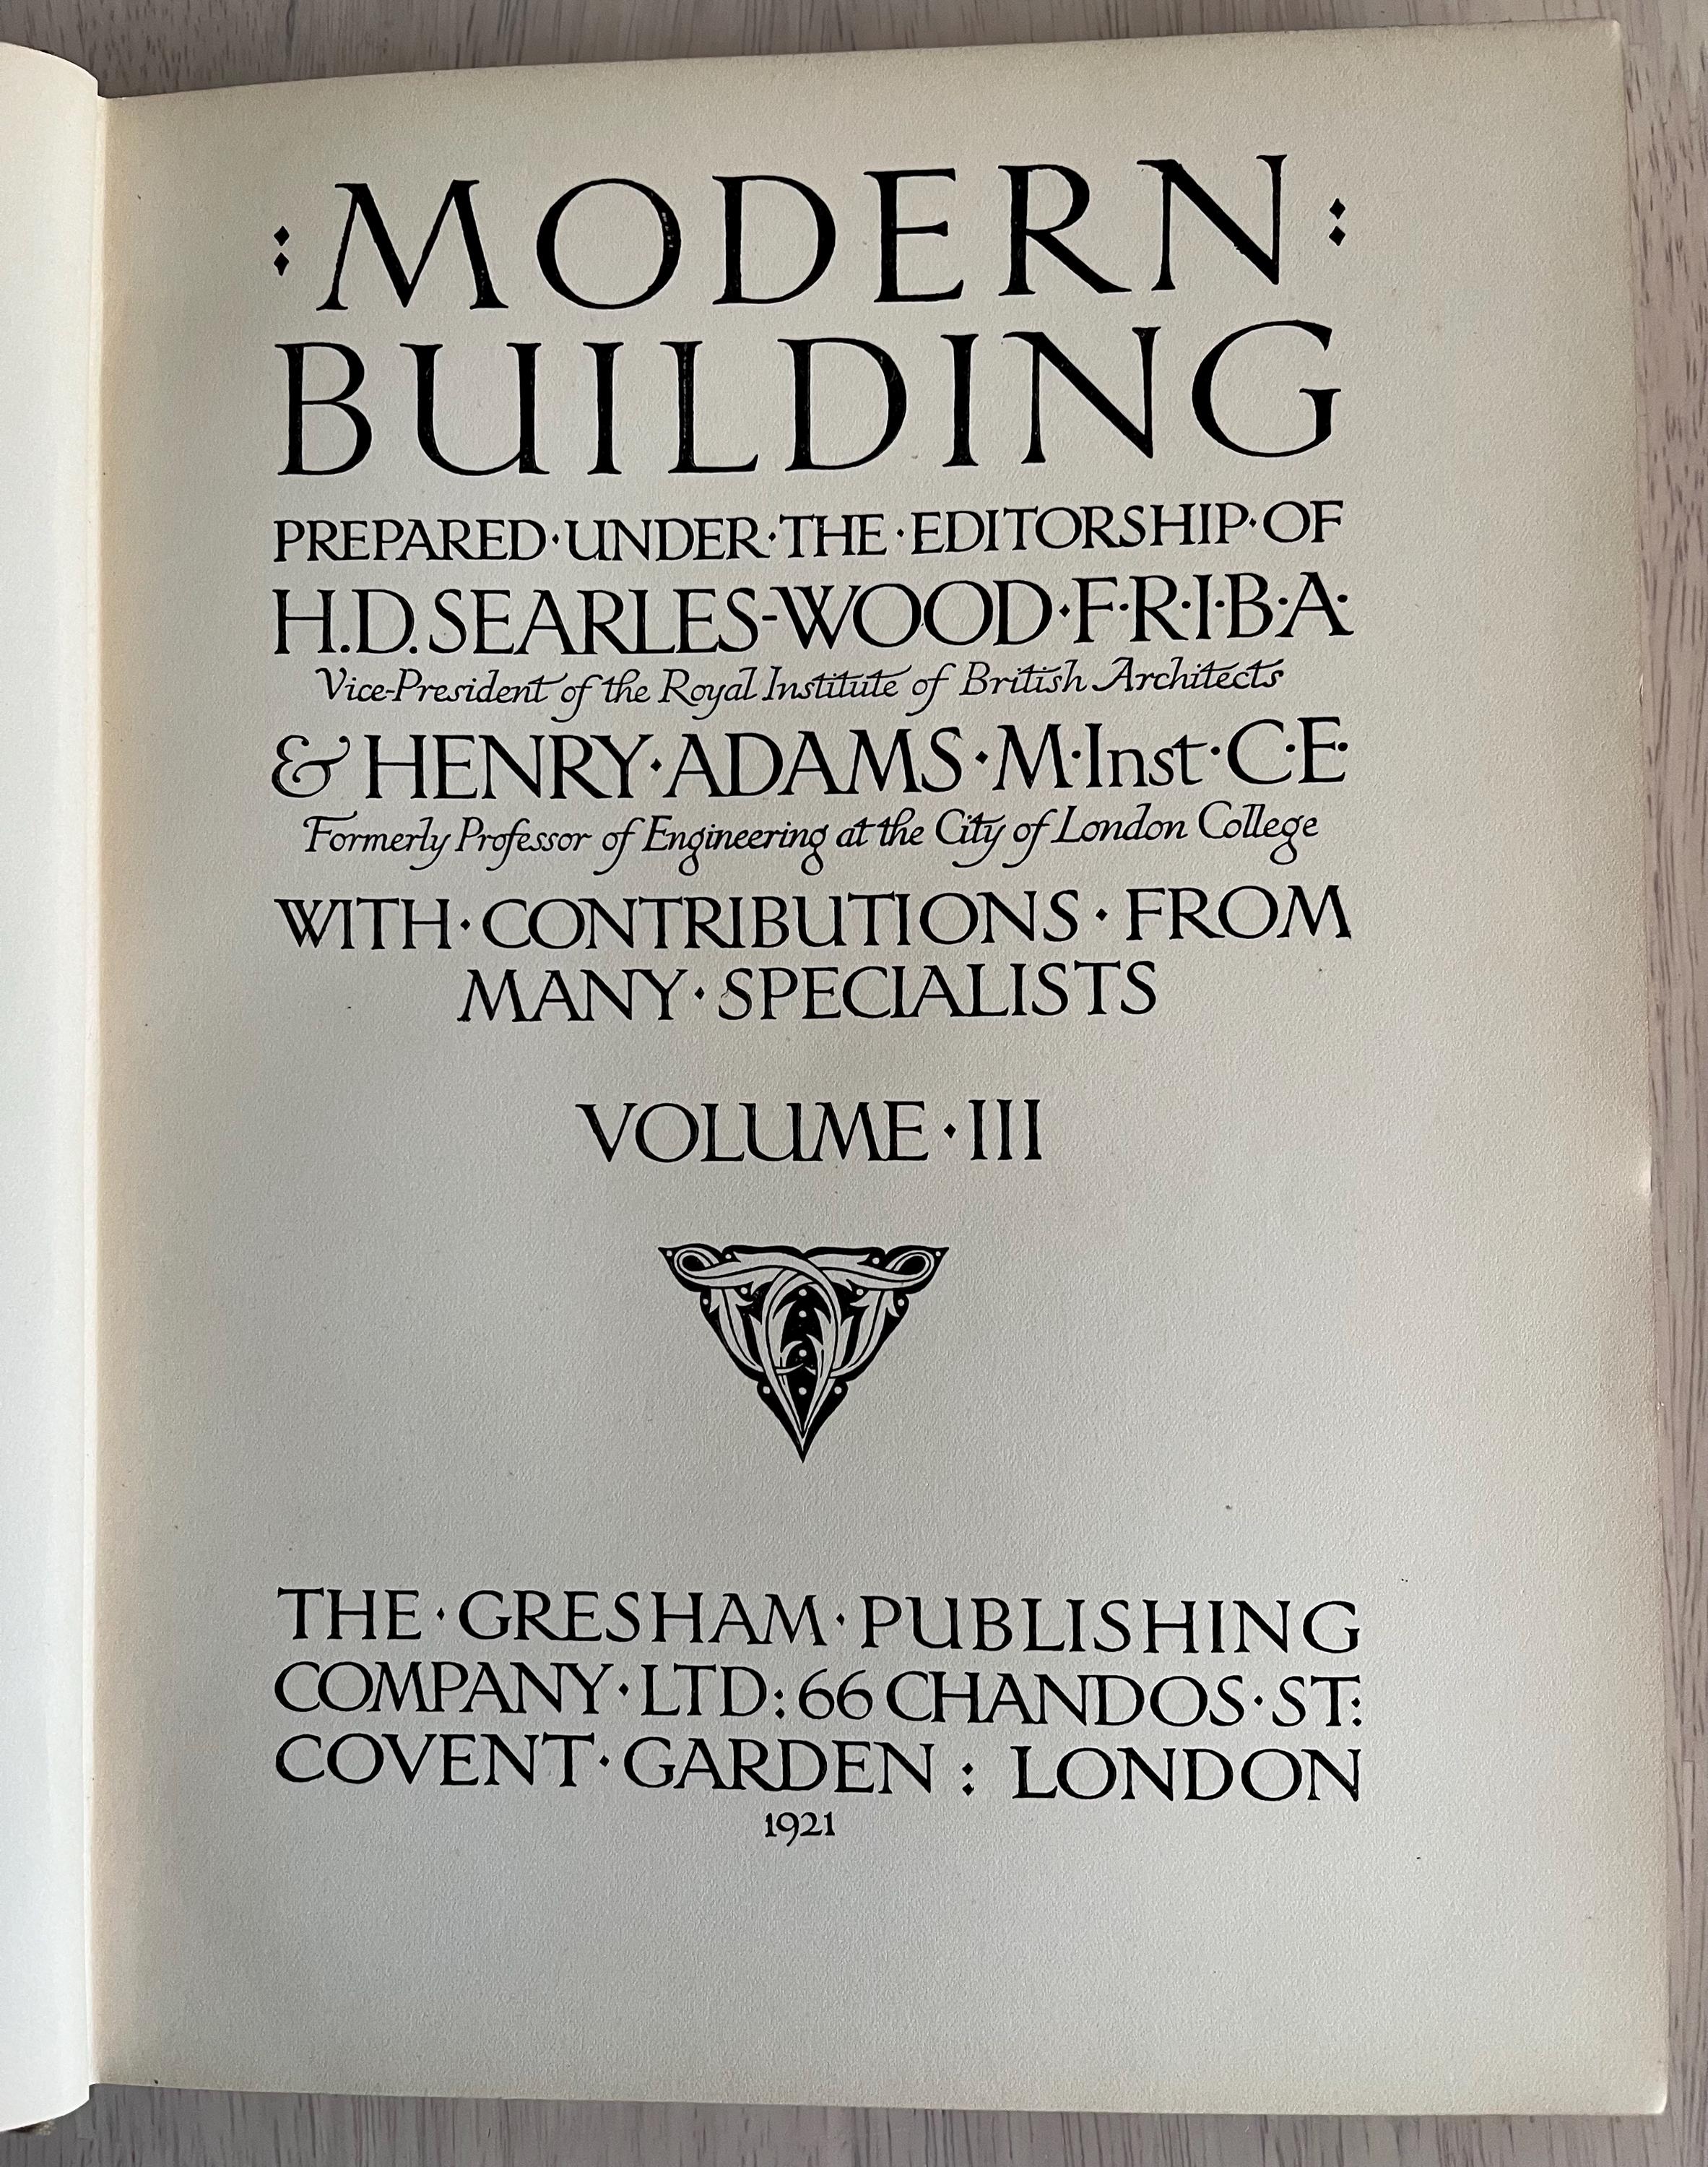 :MODERN:
BUILDING
PREPARED·UNDER·THE·EDITORSHIP·OF
H.D. SEARLES-WOOD·F·R·I·B·A·
Vice-President of the Royal Institute of British Architects
& HENRY·ADAMS·M·Inst·C·E·
Formerly Professor of Engineering at the City of London College
WITH·CONTRIBUTIONS·FROM
MANY·SPECIALISTS
VOLUME·III
THE·GRESHAM·PUBLISHING
COMPANY·LTD: 66 CHANDOS·ST:
COVENT·GARDEN : LONDON
1921